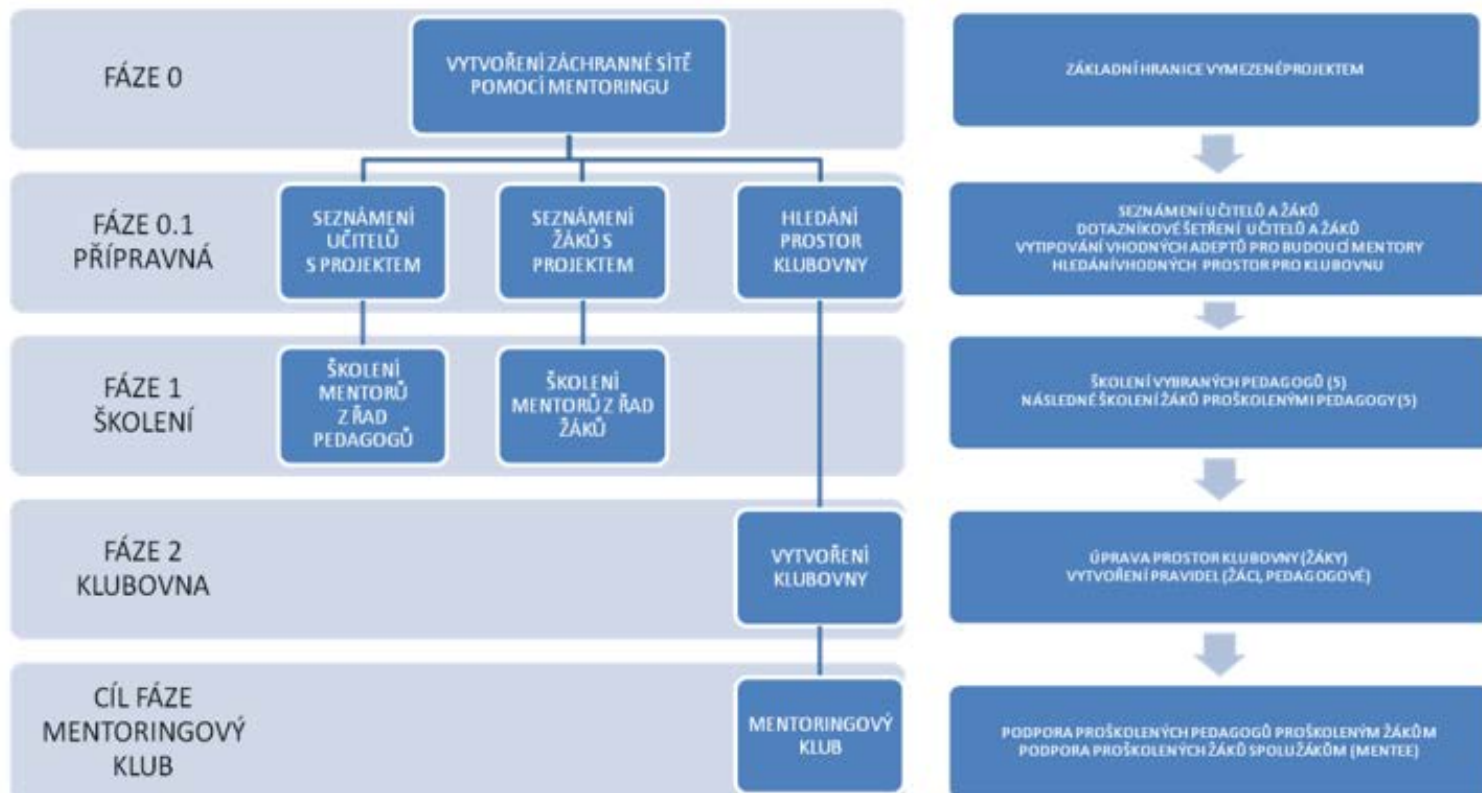 FÁZE 0
VYTVOŘENÍ ZÁCHRANNÉ SÍTĚ
POMOCÍ MENTORINGU
ZÁKLADNÍ HRANICE VYMEZENÉ PROJEKTEM
FÁZE 0.1
PŘÍPRAVNÁ
SEZNÁMENÍ
UČITELŮ
S PROJEKTEM
SEZNÁMENÍ
ŽÁKŮ S
PROJEKTEM
HLEDÁNÍ
PROSTOR
KLUBOVNY
SEZNÁMENÍ UČITELŮ A ŽÁKŮ
DOTAZNÍKOVÉ ŠETŘENÍ UČITELŮ A ŽÁKŮ
VYTIPOVÁNÍ VHODNÝCH ADEPTŮ PRO BUDOUCÍ MENTORY
HLEDÁNÍ VHODNÝCH PROSTOR PRO KLUBOVNU
FÁZE 1
ŠKOLENÍ
ŠKOLENÍ
MENTORŮ
Z ŘAD
PEDAGOGŮ
ŠKOLENÍ
MENTORŮ Z ŘAD
ŽÁKŮ
ŠKOLENÍ VYBRANÝCH PEDAGOGŮ (5)
NÁSLEDNÉ ŠKOLENÍ ŽÁKŮ PROŠKOLENÝMI PEDAGOGY (5)
FÁZE 2
KLUBOVNA
VYTVOŘENÍ
KLUBOVNY
ÚPRAVA PROSTOR KLUBOVNY (ŽÁKY)
VYTVOŘENÍ PRAVIDEL (ŽÁCI, PEDAGOGOVÉ)
CÍL FÁZE
MENTORINGOVÝ
KLUB
MENTORINGOVÝ
KLUB
PODPORA PROŠKOLENÝCH PEDAGOGŮ PROŠKOLENÝM ŽÁKŮM
PODPORA PROŠKOLENÝCH ŽÁKŮ SPOLUŽÁKŮM (MENTEE)